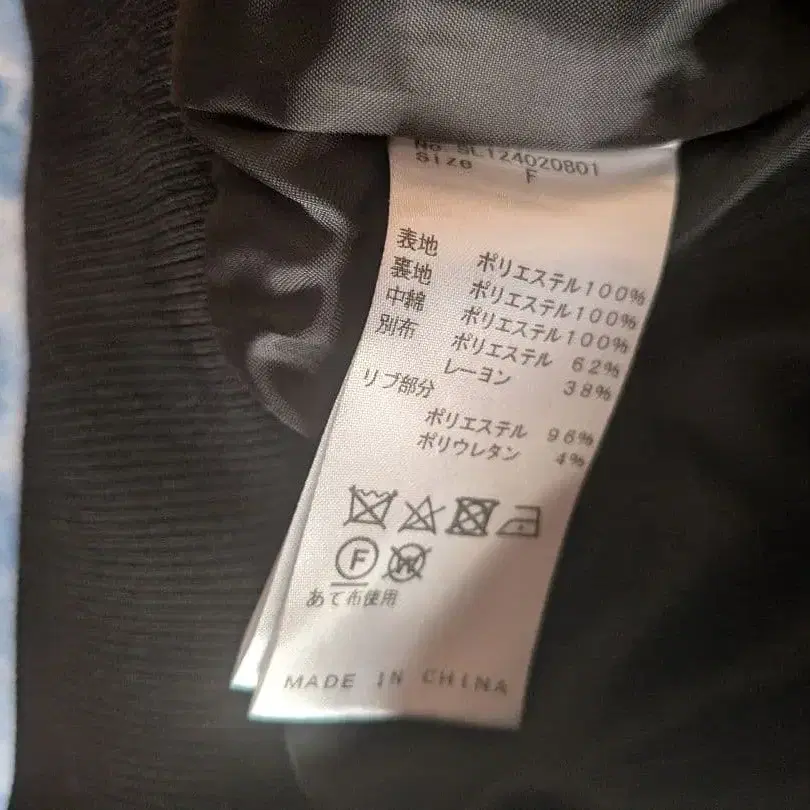 No. SL124020801
Size F
表地 ポリエステル100%
裏地 ポリエステル100%
中綿 ポリエステル100%
別布 ポリエステル 62%
レーヨン 38%
リブ部分
ポリエステル 96%
ポリウレタン 4%
F W
あて布使用
MADE IN CHINA